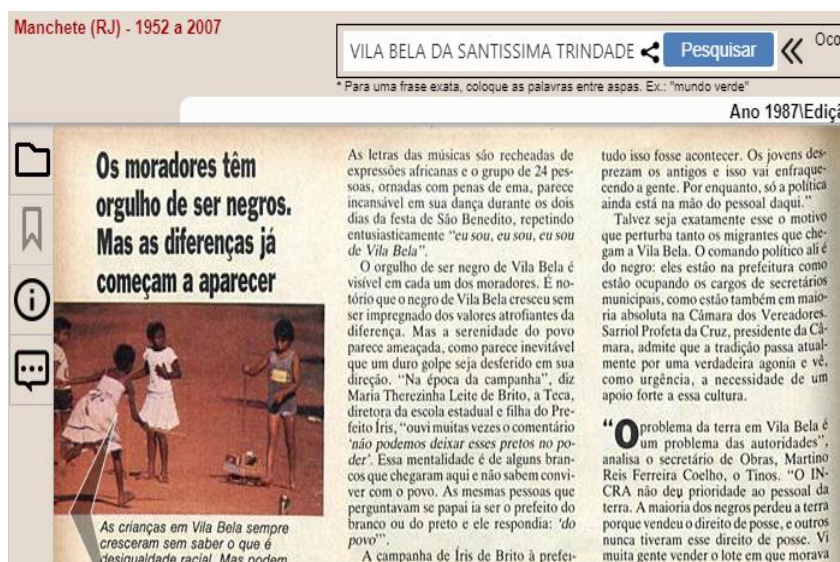 Manchete (RJ) - 1952 a 2007
VILA BELA DA SANTISSIMA TRINDADE
Pesquisar
Oco
* Para uma frase exata, coloque as palavras entre aspas. Ex.: "mundo verde"
Ano 1987\Ediçã
Os moradores têm
orgulho de ser negros.
Mas as diferenças já
começam a aparecer
As crianças em Vila Bela sempre
cresceram sem saber o que é
desigualdade racial. Mas podem
As letras das músicas são recheadas de
expressões africanas e o grupo de 24 pes-
soas, ornadas com penas de ema, parece
incansável em sua dança durante os dois
dias da festa de São Benedito, repetindo
entusiasticamente "eu sou, eu sou, eu sou
de Vila Bela".
O orgulho de ser negro de Vila Bela é
visível em cada um dos moradores. É no-
tório que o negro de Vila Bela cresceu sem
ser impregnado dos valores atrofiantes da
diferença. Mas a serenidade do povo
parece ameaçada, como parece inevitável
que um duro golpe seja desferido em sua
direção. "Na época da campanha", diz
Maria Therezinha Leite de Brito, a Teca,
diretora da escola estadual e filha do Pre-
feito Íris, "ouvi muitas vezes o comentário
'não podemos deixar esses pretos no po-
der'. Essa mentalidade é de alguns bran-
cos que chegaram aqui e não sabem convi-
ver com o povo. As mesmas pessoas que
perguntavam se papai ia ser o prefeito do
branco ou do preto e ele respondia: 'do
povo'".
A campanha de Íris de Brito à prefei-
tudo isso fosse acontecer. Os jovens des-
prezam os antigos e isso vai enfraque-
cendo a gente. Por enquanto, só a política
ainda está na mão do pessoal daqui."
Talvez seja exatamente esse o motivo
que perturba tanto os migrantes que che-
gam a Vila Bela. O comando político ali é
do negro: eles estão na prefeitura como
estão ocupando os cargos de secretários
municipais, como estão também em maio-
ria absoluta na Câmara dos Vereadores.
Sarriol Profeta da Cruz, presidente da Câ-
mara, admite que a tradição passa atual-
mente por uma verdadeira agonia e vê,
como urgência, a necessidade de um
apoio forte a essa cultura.
"O problema da terra em Vila Bela é
um problema das autoridades",
analisa o secretário de Obras, Martino
Reis Ferreira Coelho, o Tinos. "O IN-
CRA não deu prioridade ao pessoal da
terra. A maioria dos negros perdeu a terra
porque vendeu o direito de posse, e outros
nunca tiveram esse direito de posse. Vi
muita gente vender o lote em que morava